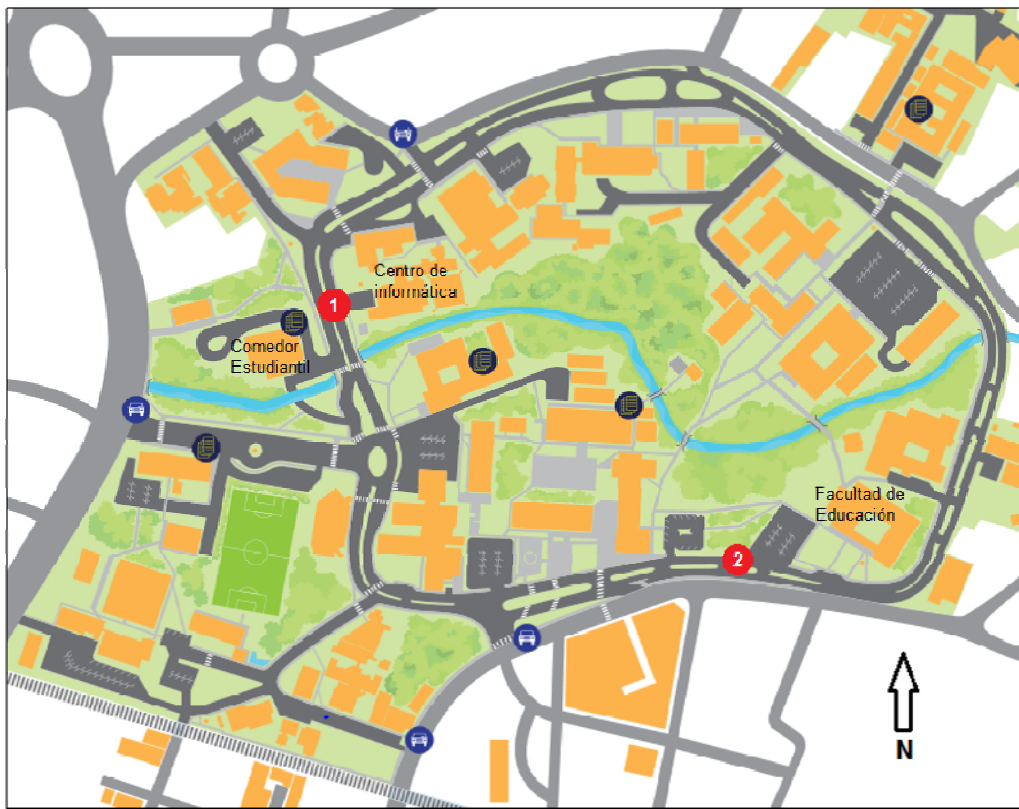 Centro de
informática
1
Comedor
Estudiantil
Facultad de
Educación
2
N